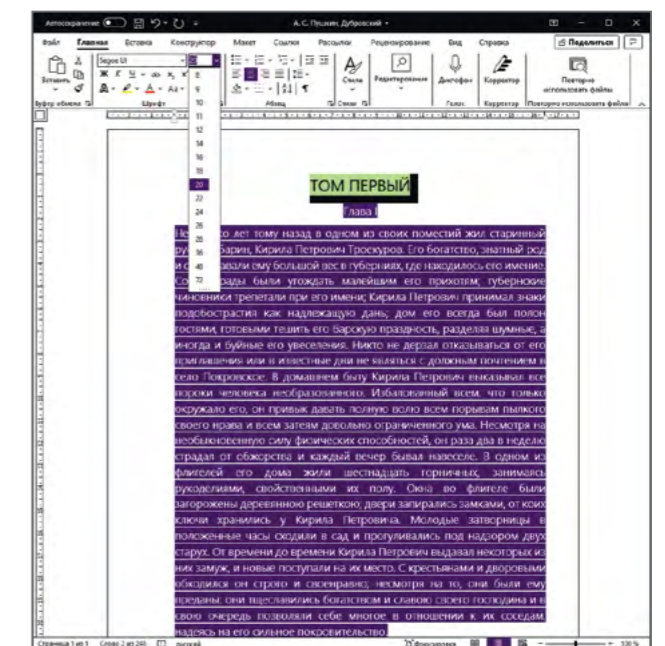 Автосохранение
А. С. Пушкин. Дубровский
Файл Главная Вставка Конструктор Макет Ссылки Рассылки Рецензирование Вид Справка Поделиться
Вставить
Segoe UI
Ж К Ч
Aa
Стили
Редактирование
Диктофон
Корректор
Повторно использовать файлы
Буфер обмена Шрифт Абзац Стили Голос Корректор Повторно использовать файлы
8
9
10
11
12
14
16
18
20
22
24
26
28
36
48
72
ТОМ ПЕРВЫЙ
Глава I
лет тому назад в одном из своих поместий жил старинный
барин, Кирила Петрович Троекуров. Его богатство, знатный род
и давали ему большой вес в губерниях, где находилось его имение.
рады были угождать малейшим его прихотям; губернские
чиновники трепетали при его имени; Кирила Петрович принимал знаки
подобострастия как надлежащую дань; дом его всегда был полон
гостями, готовыми тешить его барскую праздность, разделяя шумные, а
иногда и буйные его увеселения. Никто не дерзал отказываться от его
приглашения или в известные дни не являться с должным почтением в
село Покровское. В домашнем быту Кирила Петрович выказывал все
пороки человека необразованного. Избалованный всем, что только
окружало его, он привык давать полную волю всем порывам пылкого
своего нрава и всем затеям довольно ограниченного ума. Несмотря на
необыкновенную силу физических способностей, он раза два в неделю
страдал от обжорства и каждый вечер бывал навеселе. В одном из
флигелей его дома жили шестнадцать горничных, занимаясь
рукоделиями, свойственными их полу. Окна во флигеле были
загорожены деревянною решеткою; двери запирались замками, от коих
ключи хранились у Кирила Петровича. Молодые затворницы в
положенные часы сходили в сад и прогуливались под надзором двух
старух. От времени до времени Кирила Петрович выдавал некоторых из
них замуж, и новые поступали на их место. С крестьянами и дворовыми
обходился он строго и своенравно; несмотря на то, они были ему
преданы: они тщеславились богатством и славою своего господина и в
свою очередь позволяли себе многое в отношении к их соседам,
надеясь на его сильное покровительство.
Страница 1 из 1 русский Фокусировка